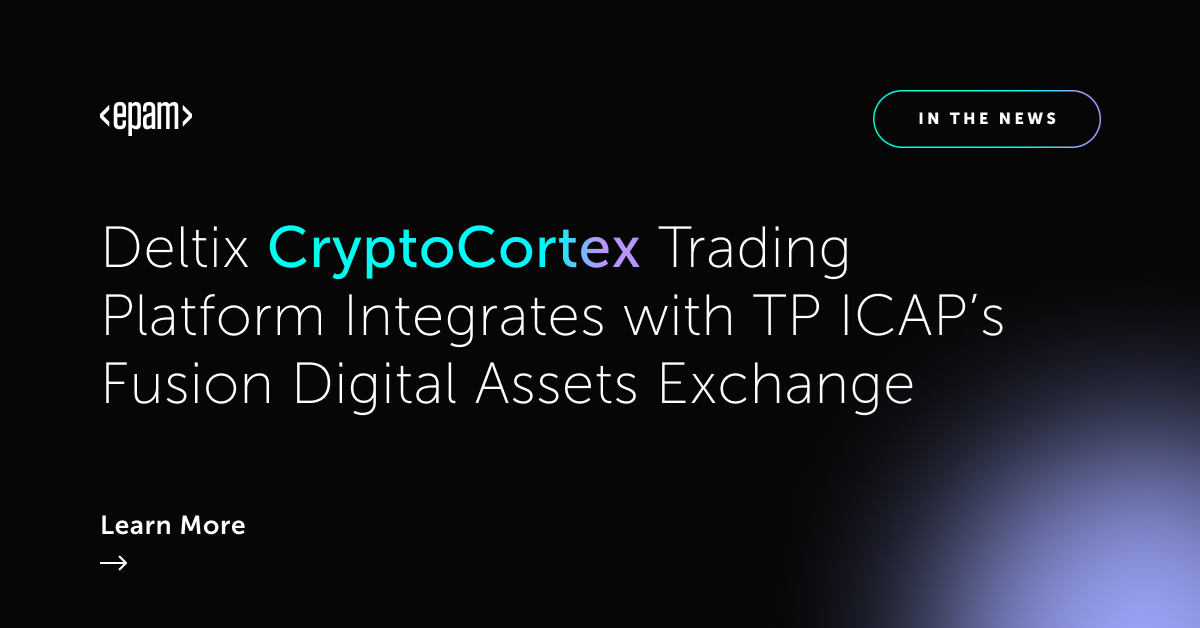 <epam>
IN THE NEWS
Deltix CryptoCortex Trading
Platform Integrates with TP ICAP’s
Fusion Digital Assets Exchange
Learn More